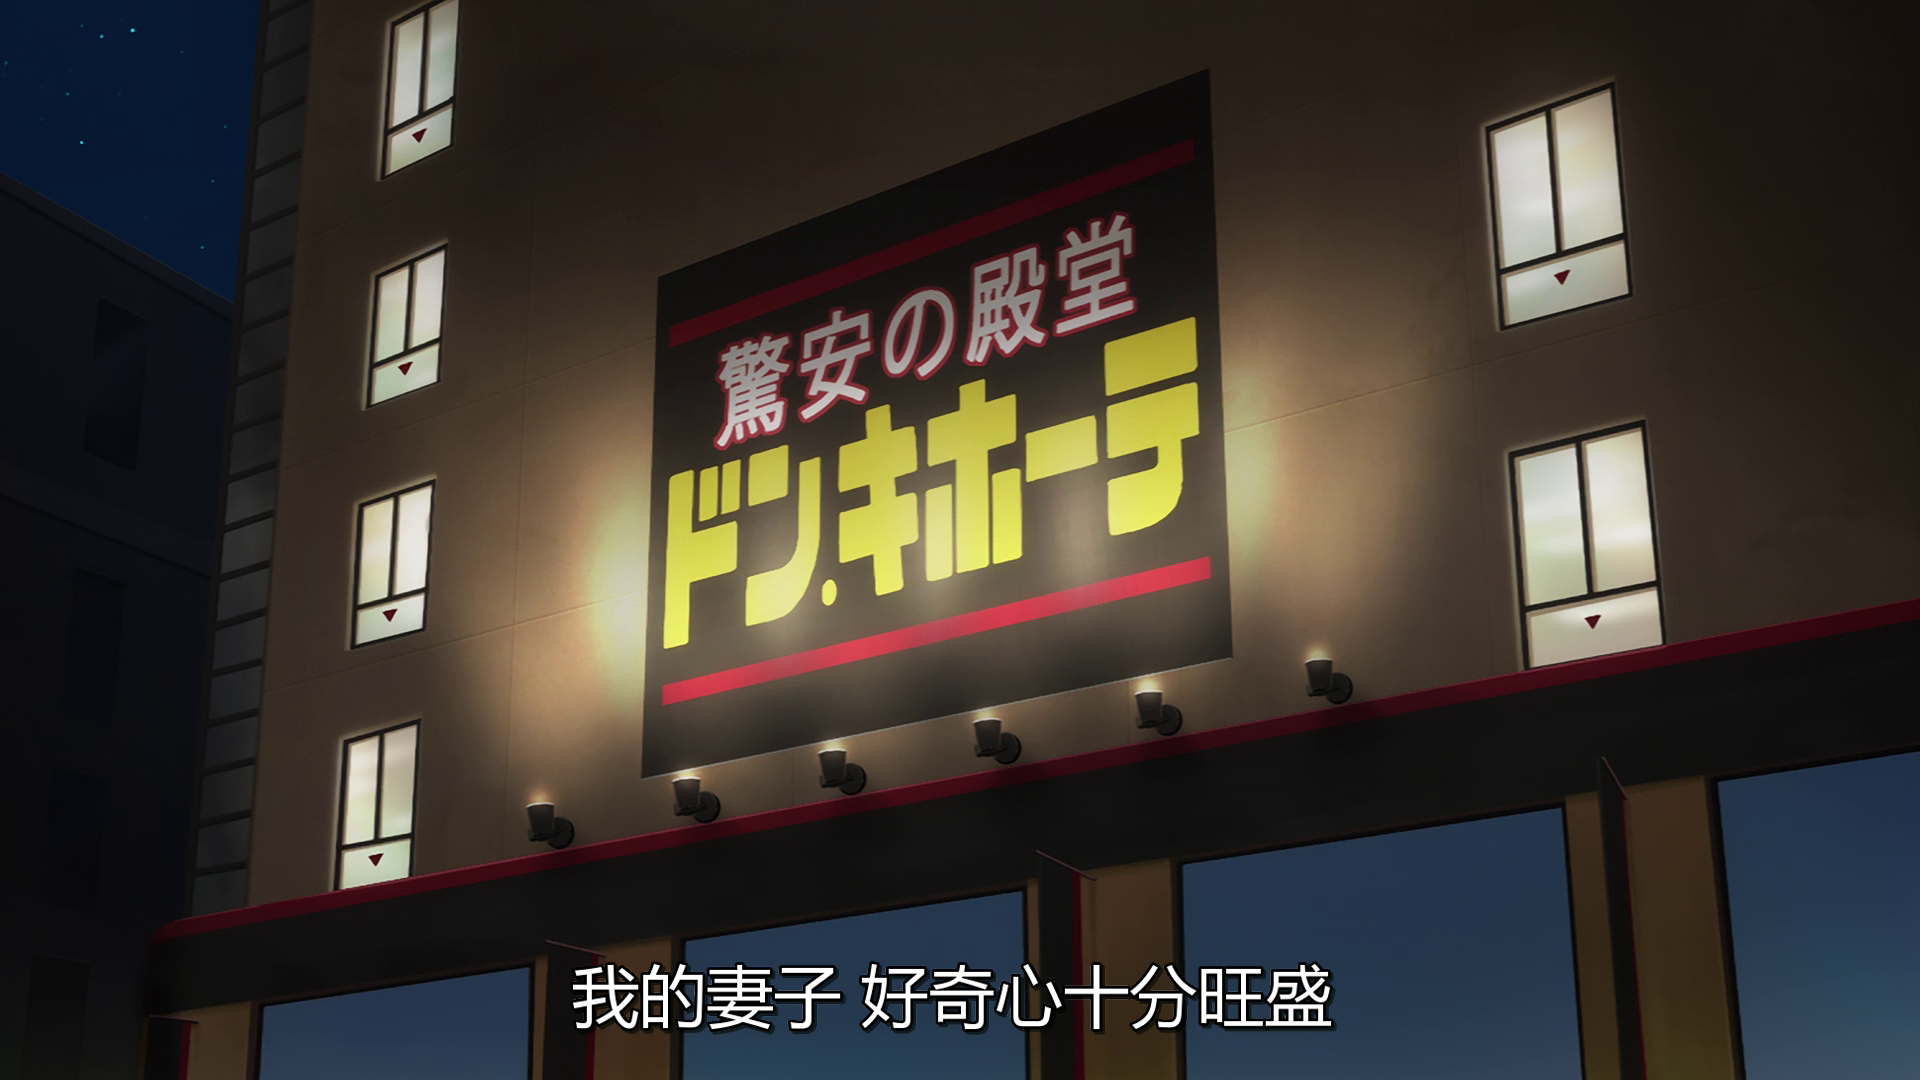 驚安の殿堂
ドン.キホーテ
我的妻子 好奇心十分旺盛